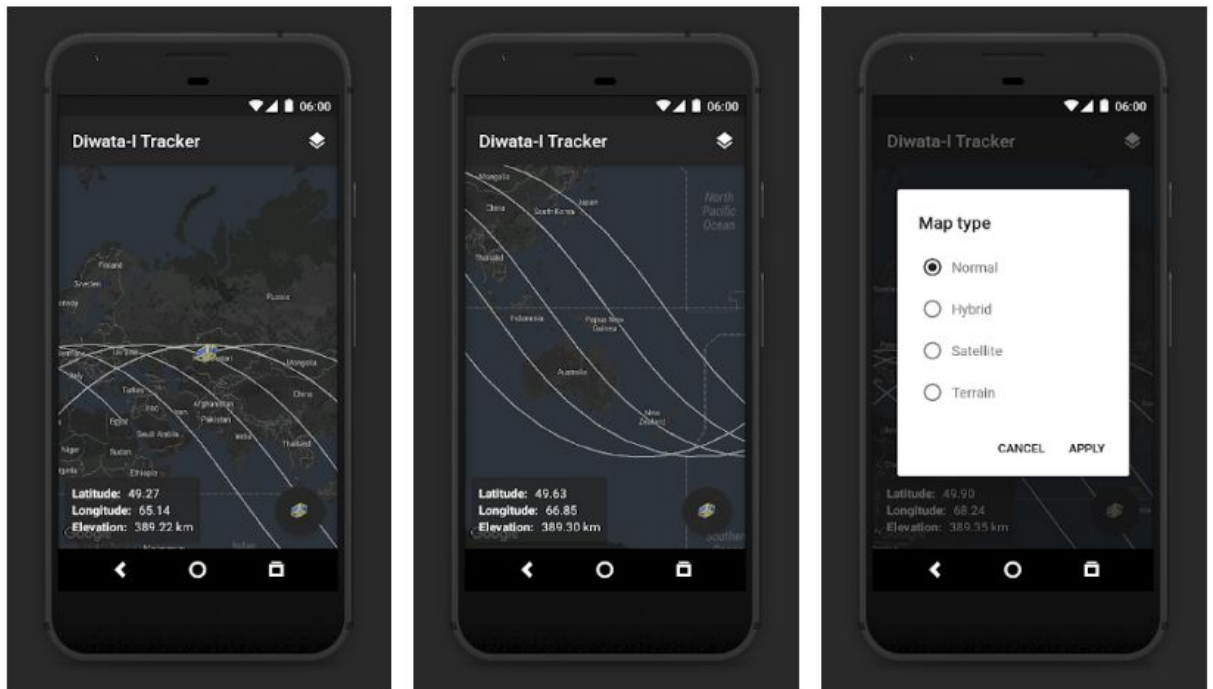 06:00
Diwata-I Tracker
Finland
Sweden
Russia
Ukraine
Mongolia
Italy
Turkey
China
Iraq
Iran
Afghanistan
Pakistan
Egypt
Saudi Arabia
India
Thailand
Niger
Sudan
Ethiopia
Latitude: 49.27
Longitude: 65.14
Elevation: 389.22 km
Google
06:00
Diwata-I Tracker
Mongolia
China
South Korea
Japan
North
Pacific
Ocean
Thailand
Indonesia
Papua New
Guinea
Australia
New
Zealand
Latitude: 49.63
Longitude: 66.85
Elevation: 389.30 km
Google
Southern
06:00
Diwata-I Tracker
Map type
Normal
Hybrid
Satellite
Terrain
CANCEL APPLY
Latitude: 49.90
Longitude: 68.24
Elevation: 389.35 km